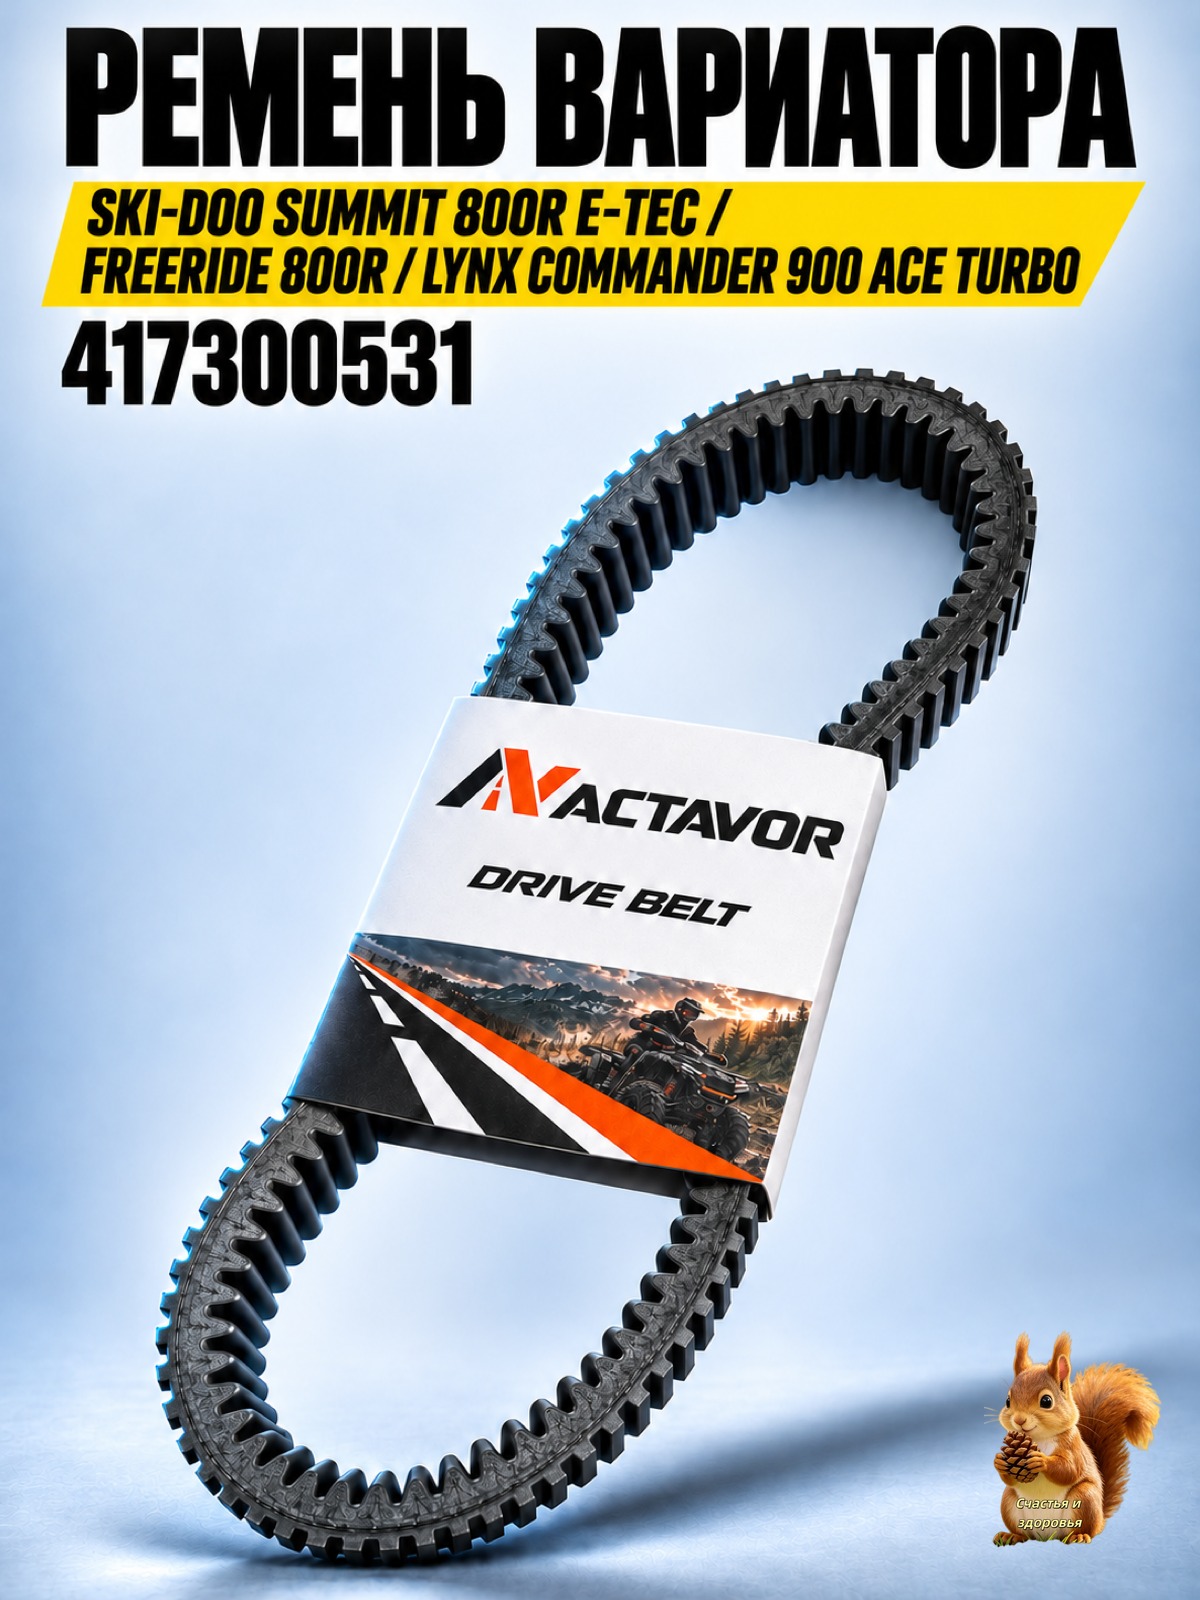 РЕМЕНЬ ВАРИАТОРА
SKI-DOO SUMMIT 800R E-TEC /
FREERIDE 800R / LYNX COMMANDER 900 ACE TURBO
417300531
ACTAVOR
DRIVE BELT
Счастья и
здоровья